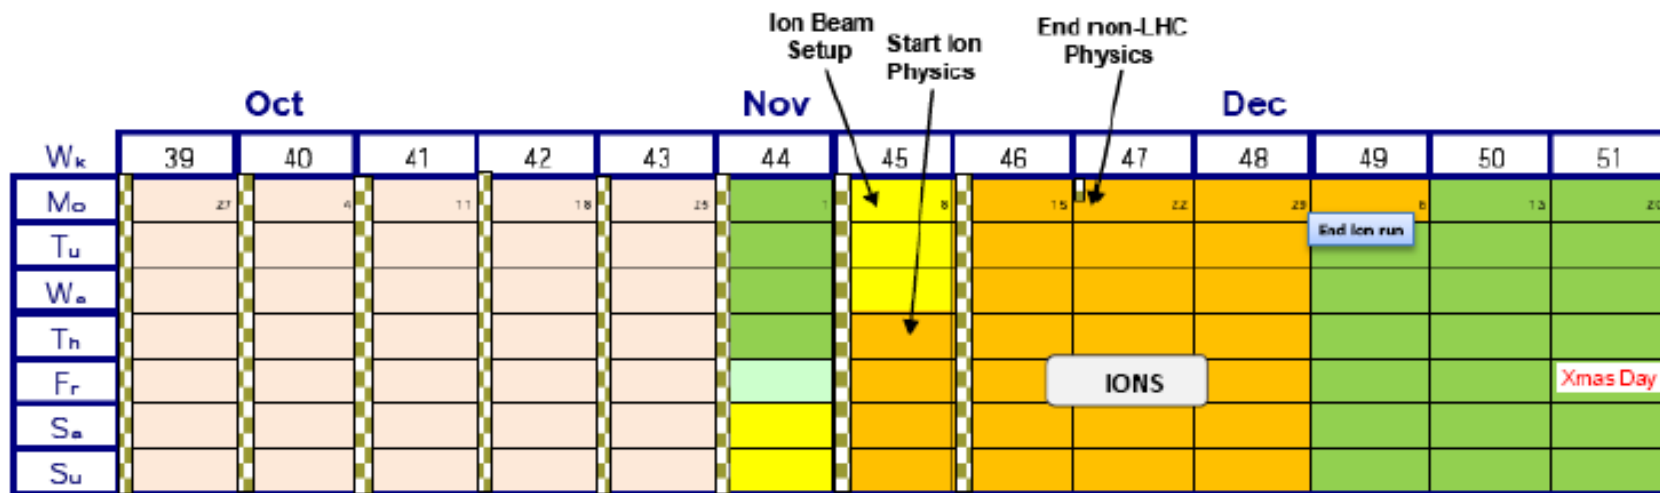 Ion Beam
Setup
Start Ion
Physics
End non-LHC
Physics
Oct Nov Dec
Wk 39 40 41 42 43 44 45 46 47 48 49 50 51
Mo 27 4 11 18 25 1 8 15 22 29 6 13 20
End Ion run
Tu
We
Th
Fr IONS Xmas Day
Sa
Su